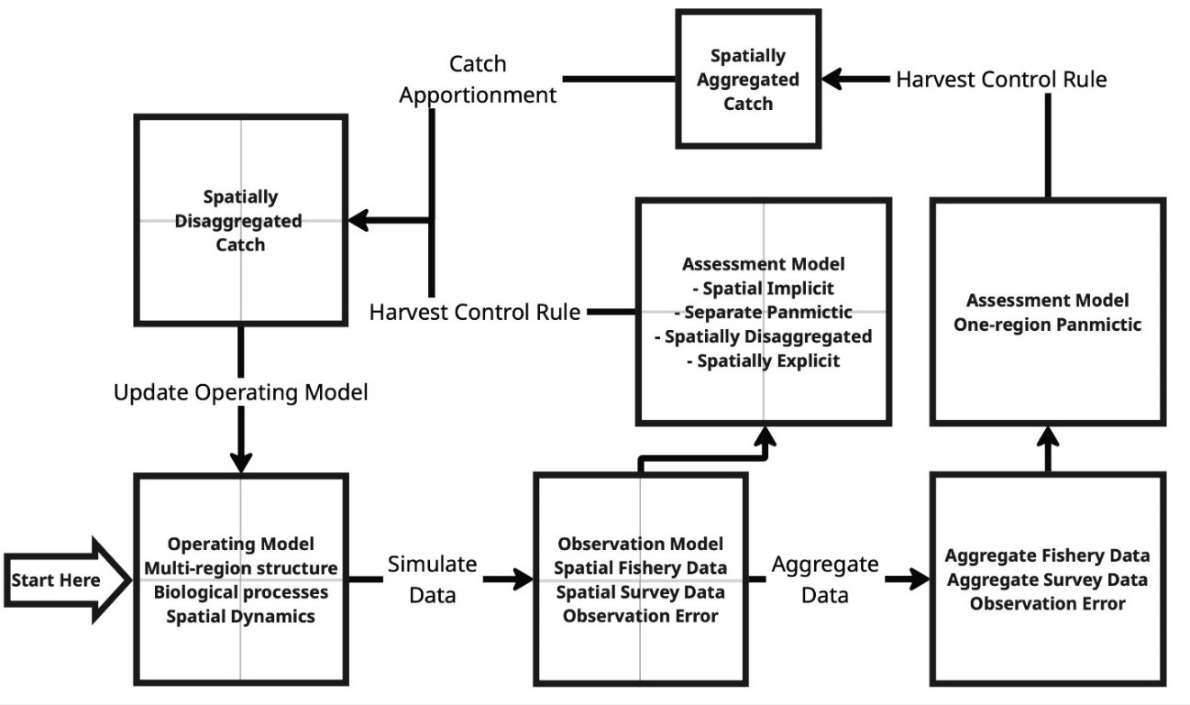 Spatially
Aggregated
Catch
Harvest Control Rule
Catch
Apportionment
Spatially
Disaggregated
Catch
Assessment Model
- Spatial Implicit
- Separate Panmictic
- Spatially Disaggregated
- Spatially Explicit
Assessment Model
One-region Panmictic
Harvest Control Rule
Update Operating Model
Start Here
Operating Model
Multi-region structure
Biological processes
Spatial Dynamics
Simulate
Data
Observation Model
Spatial Fishery Data
Spatial Survey Data
Observation Error
Aggregate
Data
Aggregate Fishery Data
Aggregate Survey Data
Observation Error